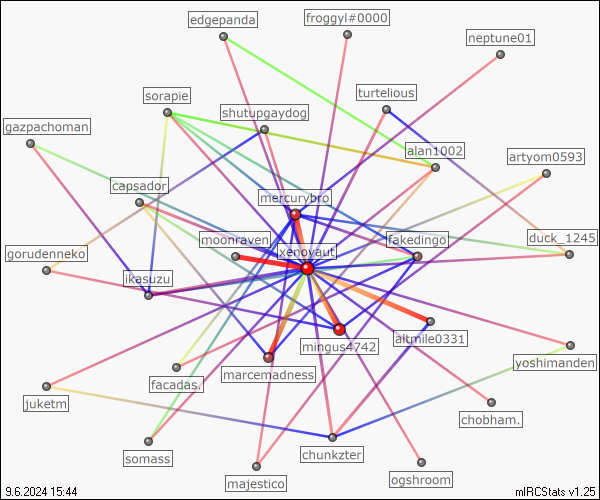 edgepanda
froggyl#0000
neptune01
turtelious
sorapie
shutupgaydog
gazpachoman
alan1002
artyom0593
capsador
mercurybro
moonraven
fakedingo
duck_1245
xenoyaut
gorudenneko
ikasuzu
altmile0331
mingus4742
yoshimanden
marcemadness
facadas.
juketm
chobham.
somass
chunkzter
majestico
ogshroom
9.6.2024 15:44
mIRCStats v1.25